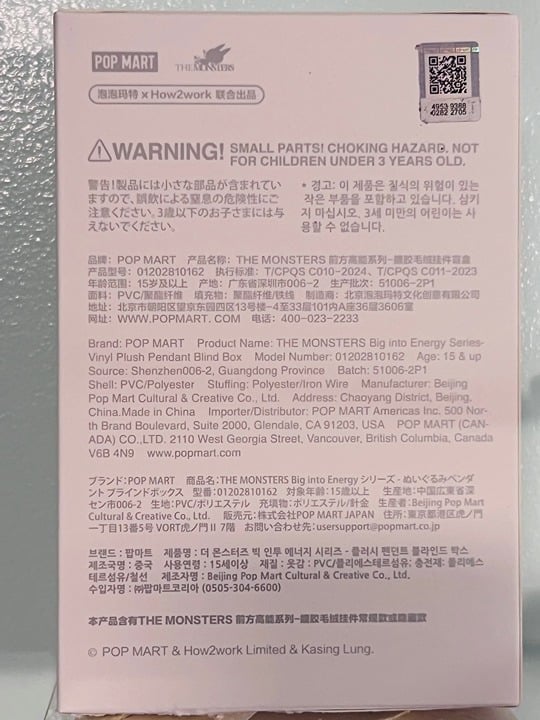 POP MART THE MONSTERS
泡泡玛特 × How2work 联合出品
4953 9388
0282 2705
WARNING! SMALL PARTS! CHOKING HAZARD. NOT
FOR CHILDREN UNDER 3 YEARS OLD.
警告!製品には小さな部品が含まれてい
ますので、誤飲による窒息の危険性にご
注意ください。3歳以下のお子さまには与
えないでください。
* 경고: 이 제품은 질식의 위험이 있는
작은 부품을 포함하고 있습니다. 삼키
지 마십시오. 3세 미만의 어린이는 사
용할 수 없습니다.
品牌: POP MART 产品名称: THE MONSTERS 前方高能系列-搪胶毛绒挂件盲盒
产品型号: 01202810162 执行标准: T/CPQS C010-2024、T/CPQS C011-2023
年龄范围: 15岁及以上 产地: 广东省深圳市006-2 生产批次: 51006-2P1
面料: PVC/聚酯纤维 填充物: 聚酯纤维/铁线 制造商: 北京泡泡玛特文化创意有限公司
地址: 北京市朝阳区望京东园四区13号楼-4至33层101内A座36层3606室
网址: WWW.POPMART. COM 电话: 400-023-2233
Brand: POP MART Product Name: THE MONSTERS Big into Energy Series-
Vinyl Plush Pendant Blind Box Model Number: 01202810162 Age: 15 & up
Source: Shenzhen006-2, Guangdong Province Batch: 51006-2P1
Shell: PVC/Polyester Stuffing: Polyester/Iron Wire Manufacturer: Beijing
Pop Mart Cultural & Creative Co., Ltd. Address: Chaoyang District, Beijing,
China.Made in China Importer/Distributor: POP MART Americas Inc. 500 Nor-
th Brand Boulevard, Suite 2000, Glendale, CA 91203, USA POP MART (CAN-
ADA) CO.,LTD. 2110 West Georgia Street, Vancouver, British Columbia, Canada
V6B 4N9 www.popmart.com
ブランド: POP MART 商品名: THE MONSTERS Big into Energy シリーズ - ぬいぐるみペンダ
ント ブラインドボックス 型番: 01202810162 対象年齢: 15歳以上 生産地: 中国広東省深
セン市006-2 生地: PVC/ポリエステル 充填物: ポリエステル/針金 生産者: Beijing Pop Mart
Cultural & Creative Co., Ltd. 販売元: 株式会社POP MART JAPAN 住所: 東京都港区虎ノ門
一丁目13番5号 VORT虎ノ門Ⅱ 7階 お問い合わせ先: usersupport@popmart.co.jp
브랜드 : 팝마트 제품명 : 더 몬스터즈 빅 인투 에너지 시리즈 - 플러시 펜던트 블라인드 박스
제조국명 : 중국 사용연령 : 15세이상 재질 : 겉감 : PVC/폴리에스테르섬유; 충전재: 폴리에스
테르섬유/철선 제조자명 : Beijing Pop Mart Cultural & Creative Co., Ltd.
수입자명 : ㈜팝마트코리아 (0505-304-6600)
本产品含有THE MONSTERS 前方高能系列-搪胶毛绒挂件常规款或隐藏款
© POP MART & How2work Limited & Kasing Lung.